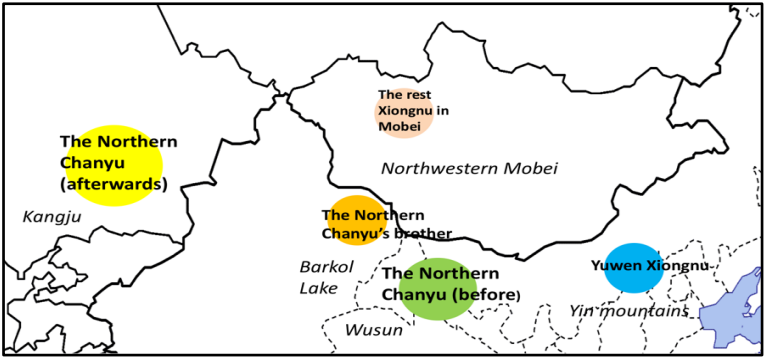 The rest
Xiongnu in
Mobei
The Northern
Chanyu
(afterwards)
Northwestern Mobei
Kangju
The Northern
Chanyu's brother
Barkol
Lake
The Northern
Chanyu (before)
Yuwen Xiongnu
Yin mountains
Wusun